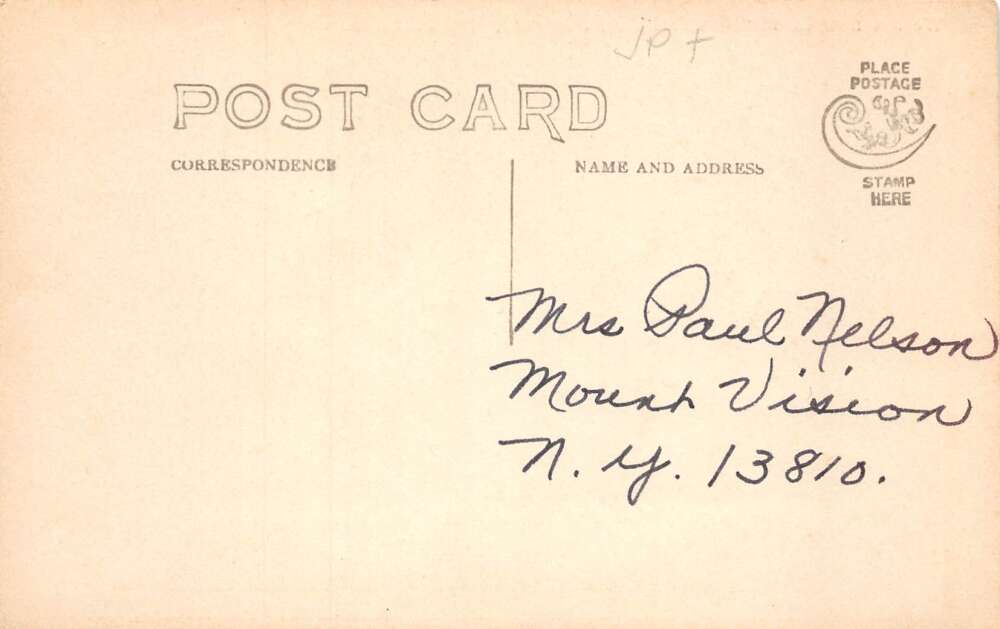 JP +
POST CARD
PLACE
POSTAGE
STAMP
HERE
CORRESPONDENCE
NAME AND ADDRESS
Mrs Paul Nelson
Mount Vision
N. Y. 13810.